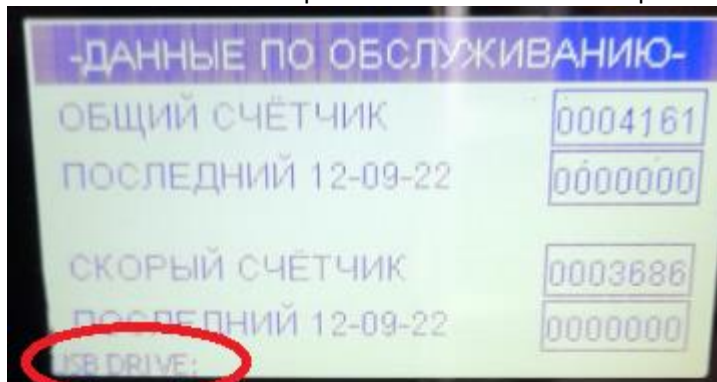 -ДАННЫЕ ПО ОБСЛУЖИВАНИЮ-
ОБЩИЙ СЧЁТЧИК 0004161
ПОСЛЕДНИЙ 12-09-22 0000000
СКОРЫЙ СЧЁТЧИК 0003686
ПОСЛЕДНИЙ 12-09-22 0000000
USB DRIVE: